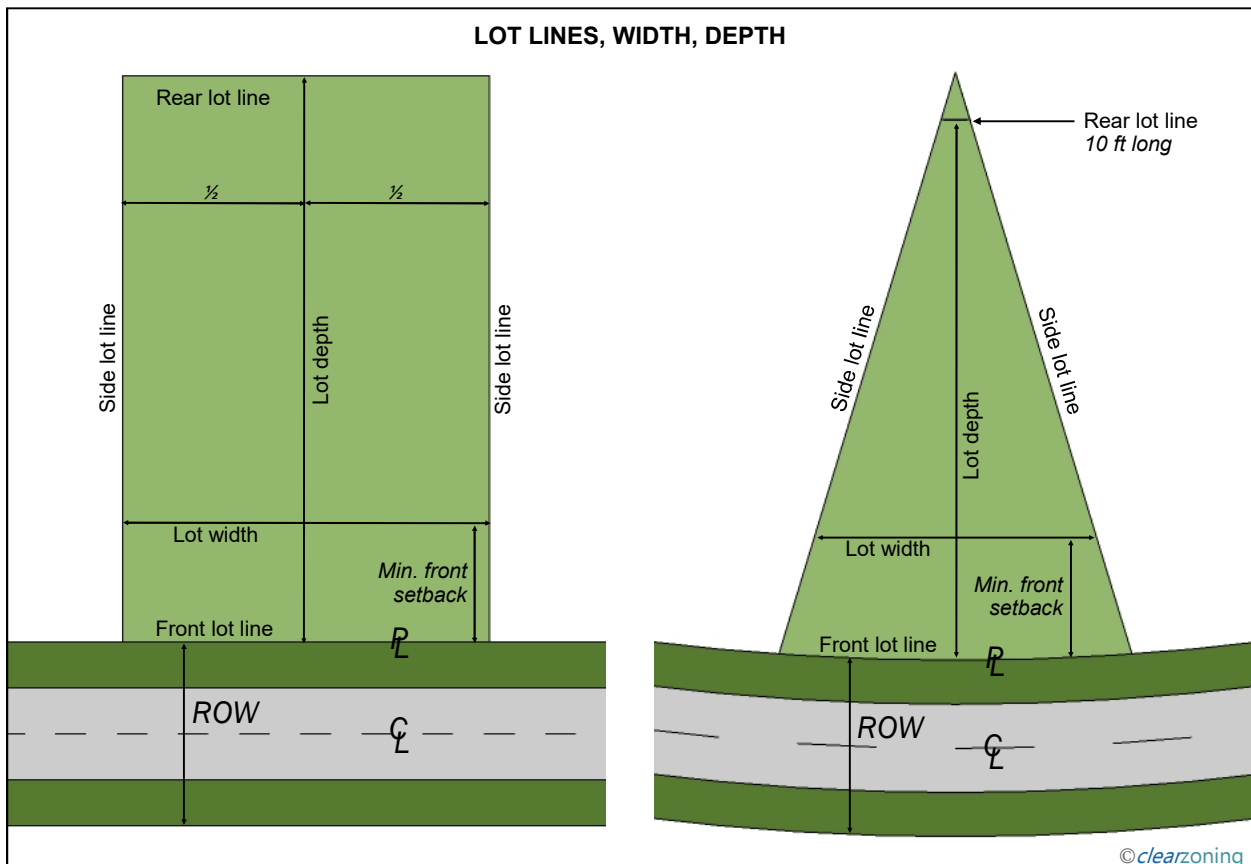 LOT LINES, WIDTH, DEPTH
Rear lot line
½ ½
Side lot line
Lot depth
Side lot line
Lot width
Min. front
setback
Front lot line
PL
ROW
CL
Rear lot line
10 ft long
Side lot line
Side lot line
Lot depth
Lot width
Min. front
setback
Front lot line
PL
ROW
CL
©clearzoning